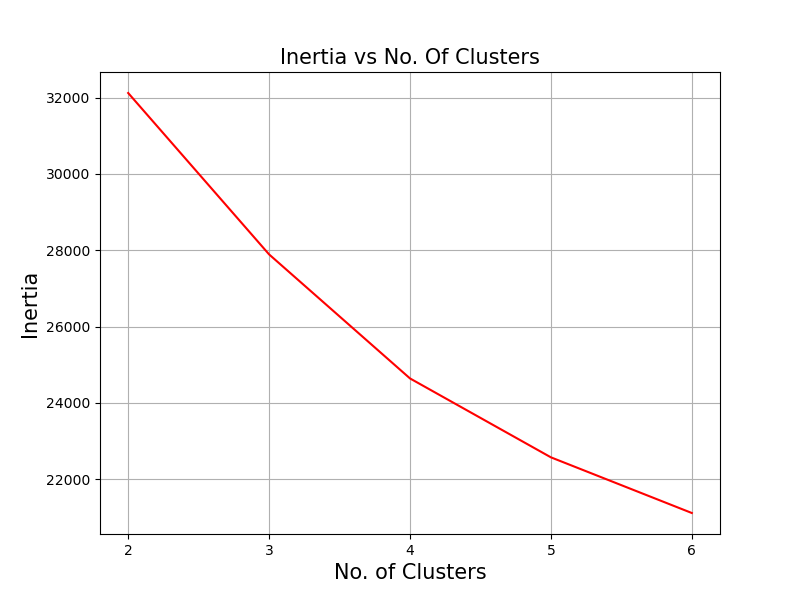 Inertia vs No. Of Clusters
32000
30000
28000
26000
24000
22000
Inertia
2 3 4 5 6
No. of Clusters